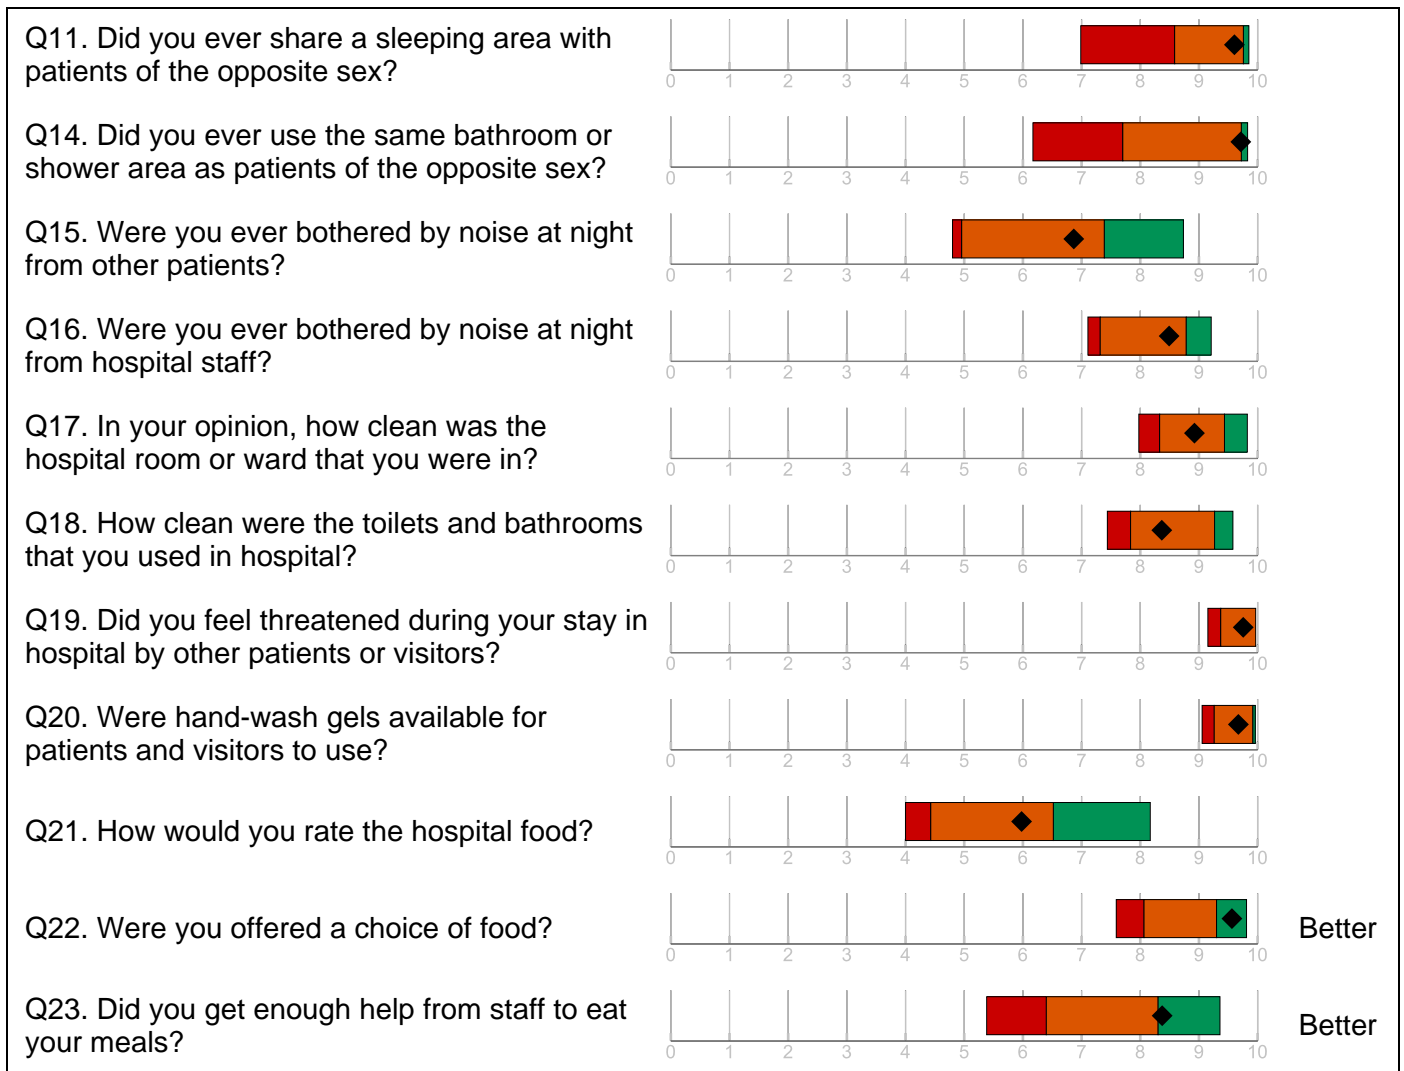 Q11. Did you ever share a sleeping area with
patients of the opposite sex?
0 1 2 3 4 5 6 7 8 9 10
Q14. Did you ever use the same bathroom or
shower area as patients of the opposite sex?
0 1 2 3 4 5 6 7 8 9 10
Q15. Were you ever bothered by noise at night
from other patients?
0 1 2 3 4 5 6 7 8 9 10
Q16. Were you ever bothered by noise at night
from hospital staff?
0 1 2 3 4 5 6 7 8 9 10
Q17. In your opinion, how clean was the
hospital room or ward that you were in?
0 1 2 3 4 5 6 7 8 9 10
Q18. How clean were the toilets and bathrooms
that you used in hospital?
0 1 2 3 4 5 6 7 8 9 10
Q19. Did you feel threatened during your stay in
hospital by other patients or visitors?
0 1 2 3 4 5 6 7 8 9 10
Q20. Were hand-wash gels available for
patients and visitors to use?
0 1 2 3 4 5 6 7 8 9 10
Q21. How would you rate the hospital food?
0 1 2 3 4 5 6 7 8 9 10
Q22. Were you offered a choice of food?
Better
0 1 2 3 4 5 6 7 8 9 10
Q23. Did you get enough help from staff to eat
your meals?
Better
0 1 2 3 4 5 6 7 8 9 10